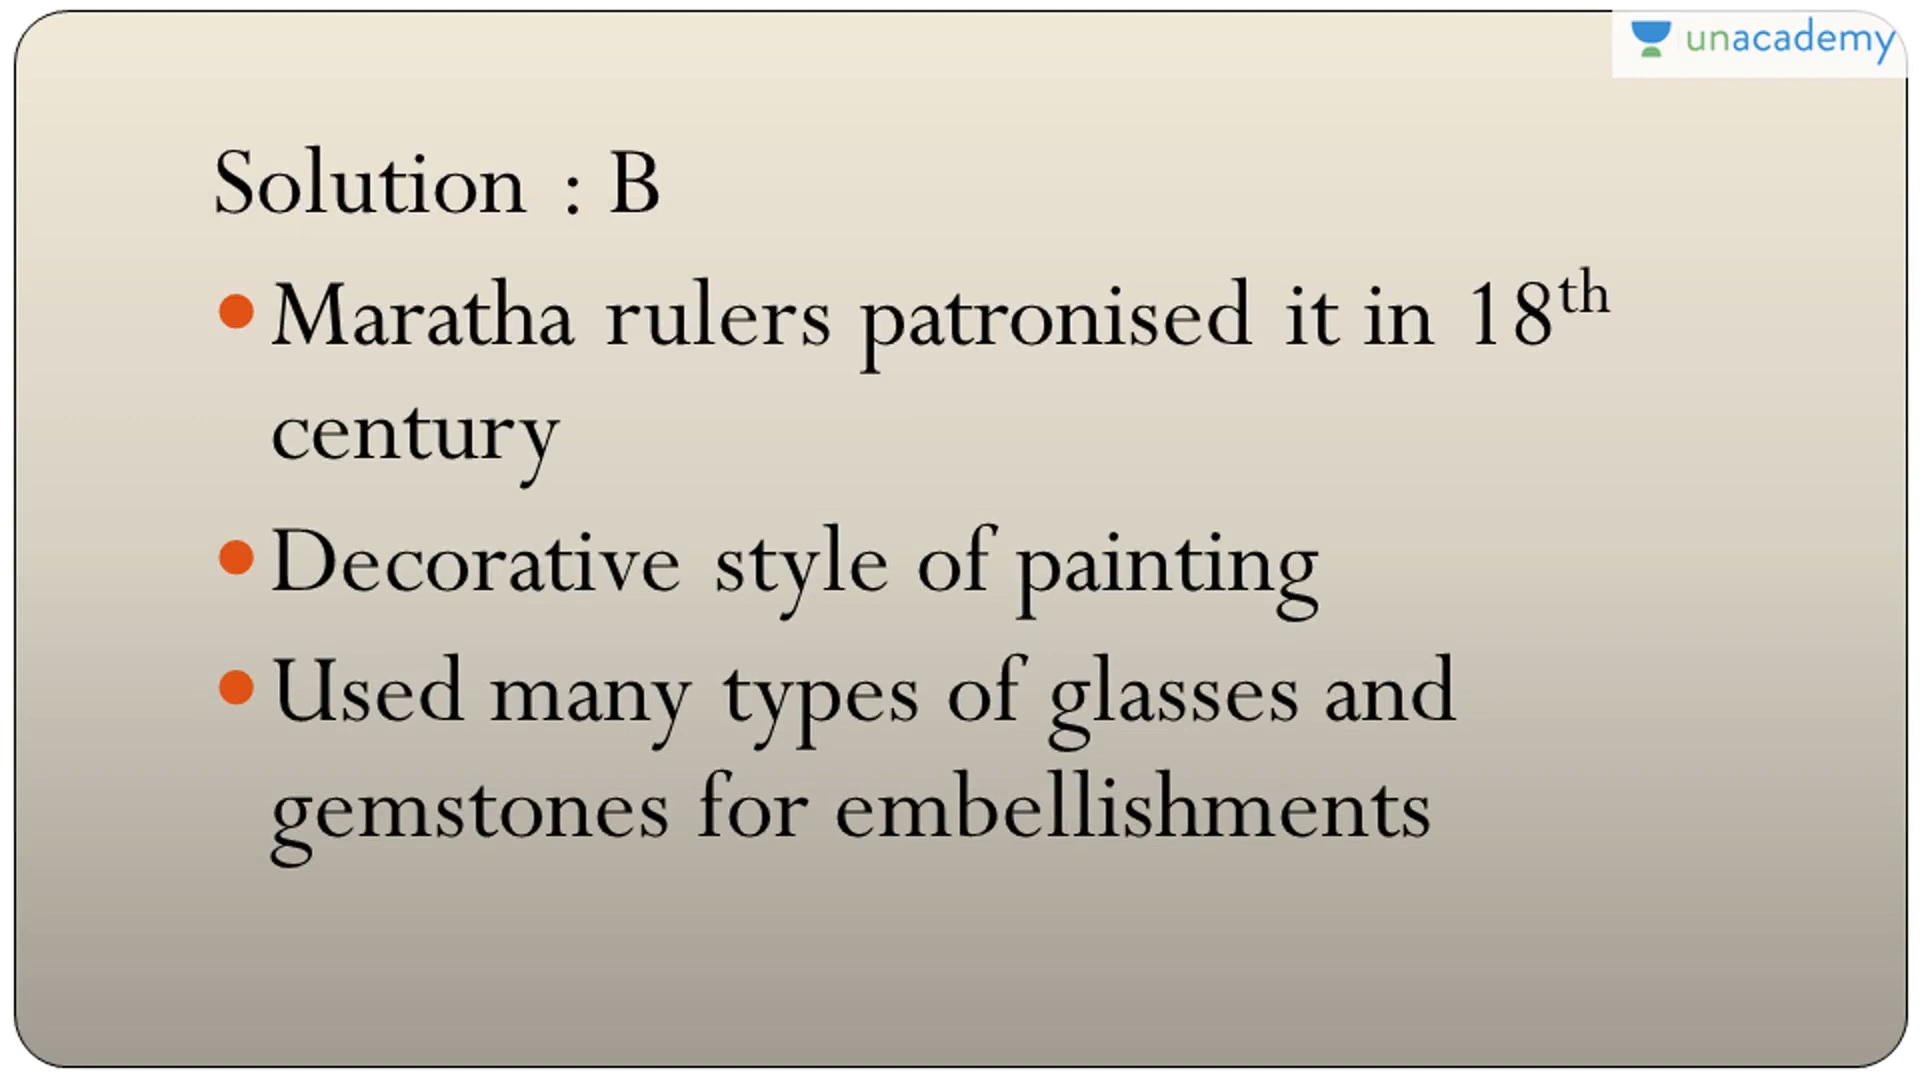 unacademy
Solution : B
• Maratha rulers patronised it in 18th
century
• Decorative style of painting
• Used many types of glasses and
gemstones for embellishments